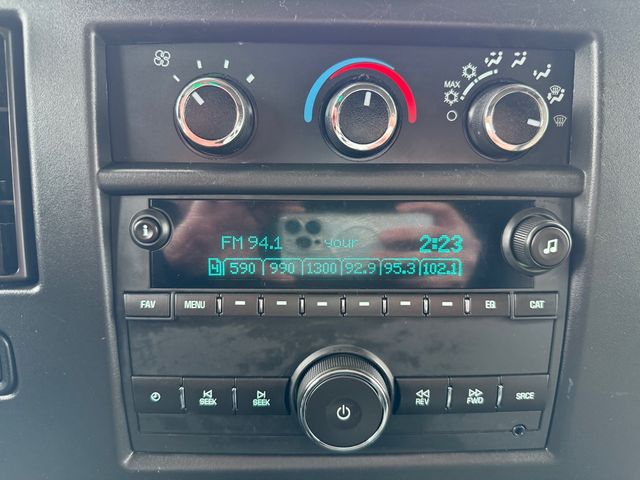 MAX
FM 94.1 your 2:23
4 590 990 1300 92.9 95.3 102.1
FAV MENU EQ CAT
SEEK SEEK REV FWD SRCE